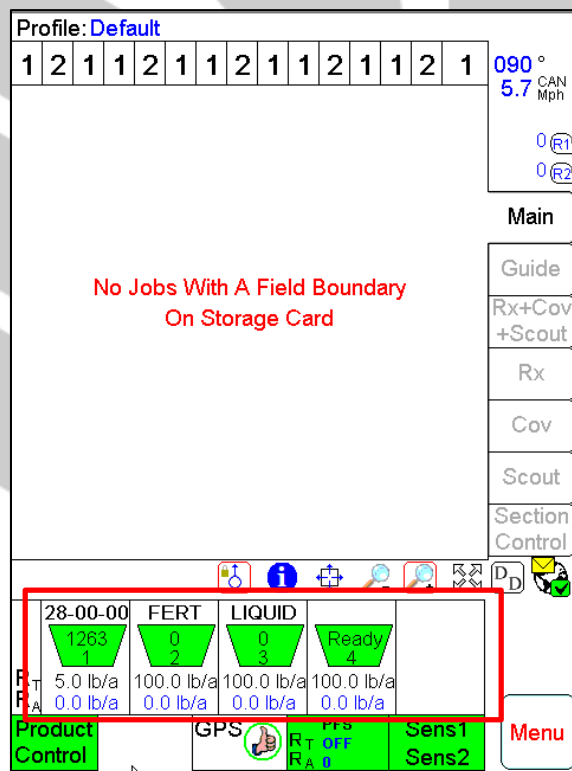 Profile: Default
1 2 1 1 2 1 1 2 1 1 2 1 1 2 1
090 °
5.7 CAN Mph
0 R1
0 R2
Main
Guide
Rx+Cov
+Scout
Rx
Cov
Scout
Section
Control
No Jobs With A Field Boundary
On Storage Card
i DD
28-00-00 FERT LIQUID
1263 0 0 Ready
1 2 3 4
RT 5.0 lb/a 100.0 lb/a 100.0 lb/a 100.0 lb/a
RA 0.0 lb/a 0.0 lb/a 0.0 lb/a 0.0 lb/a
Product
Control
GPS
PFS
RT OFF
RA 0
Sens1
Sens2
Menu